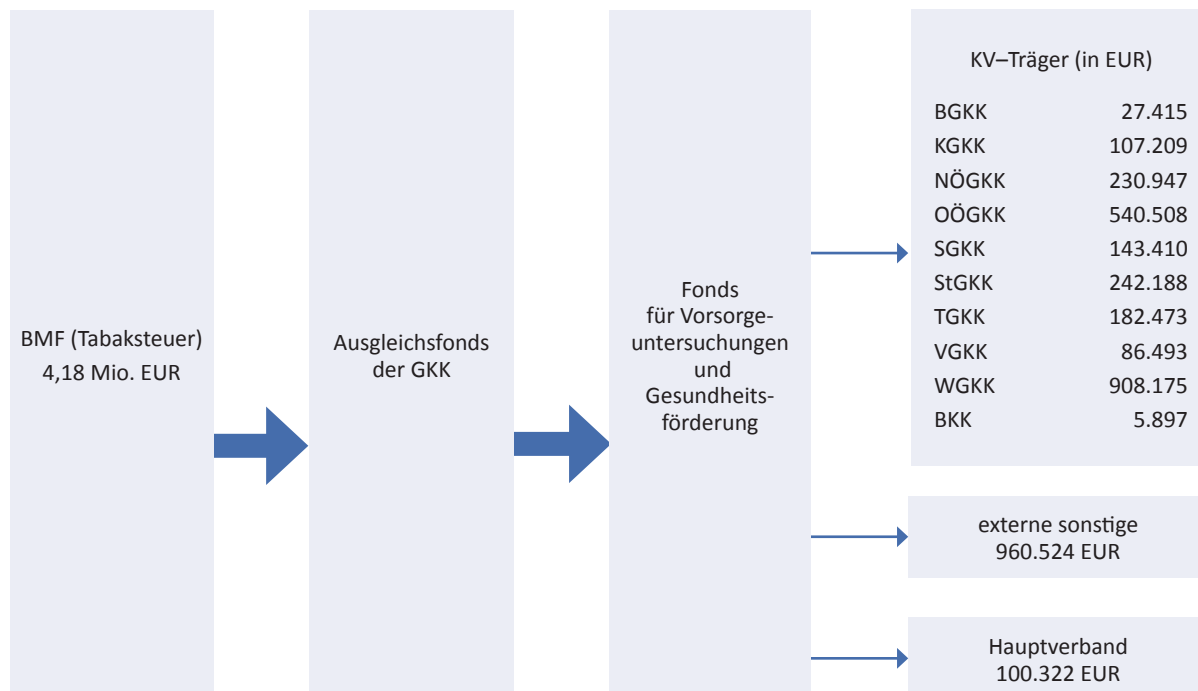 BMF (Tabaksteuer)
4,18 Mio. EUR
Ausgleichsfonds
der GKK
Fonds
für Vorsorge-
untersuchungen
und
Gesundheits-
förderung
KV–Träger (in EUR)
BGKK 27.415
KGKK 107.209
NÖGKK 230.947
OÖGKK 540.508
SGKK 143.410
StGKK 242.188
TGKK 182.473
VGKK 86.493
WGKK 908.175
BKK 5.897
externe sonstige
960.524 EUR
Hauptverband
100.322 EUR